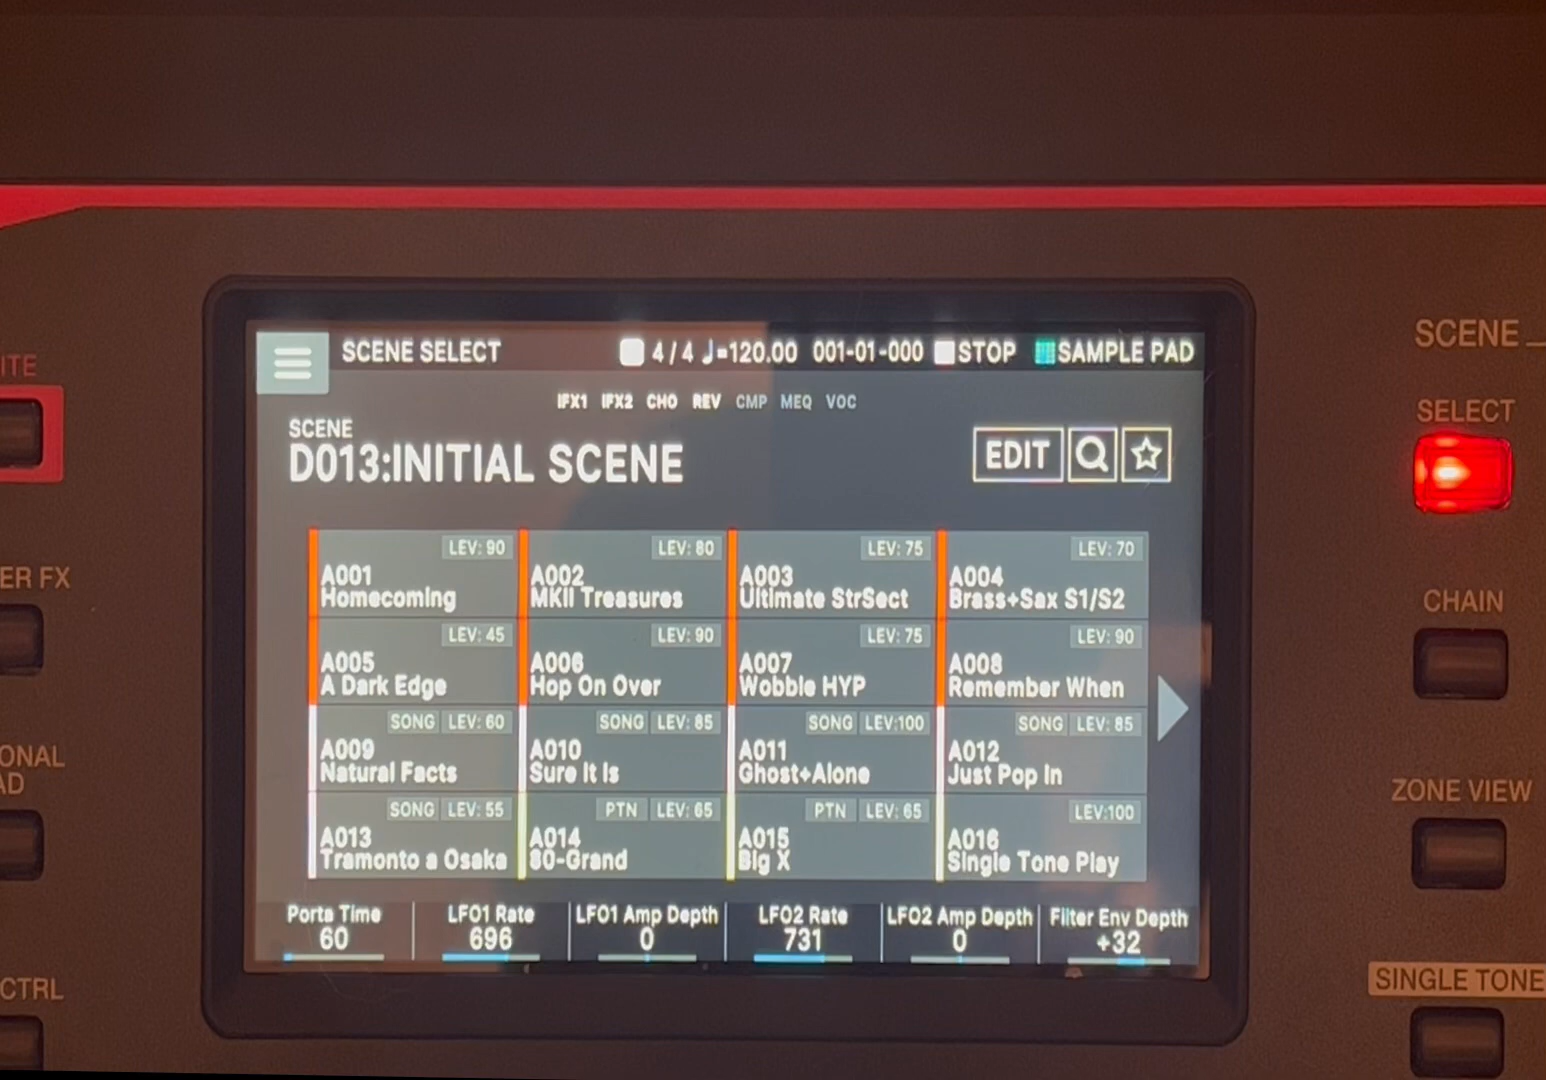 SCENE SELECT 4/4 ♩=120.00 001-01-000 STOP SAMPLE PAD
IFX1 IFX2 CHO REV CMP MEQ VOC
SCENE
D013:INITIAL SCENE
EDIT
LEV: 90
A001
Homecoming
LEV: 80
A002
MKII Treasures
LEV: 75
A003
Ultimate StrSect
LEV: 70
A004
Brass+Sax S1/S2
LEV: 45
A005
A Dark Edge
LEV: 90
A006
Hop On Over
LEV: 75
A007
Wobble HYP
LEV: 90
A008
Remember When
SONG LEV: 60
A009
Natural Facts
SONG LEV: 85
A010
Sure It Is
SONG LEV:100
A011
Ghost+Alone
SONG LEV: 85
A012
Just Pop In
SONG LEV: 55
A013
Tramonto a Osaka
PTN LEV: 65
A014
80-Grand
PTN LEV: 65
A015
Big X
LEV:100
A016
Single Tone Play
Porta Time
60
LFO1 Rate
696
LFO1 Amp Depth
0
LFO2 Rate
731
LFO2 Amp Depth
0
Filter Env Depth
+32
ITE
ER FX
ONAL
AD
CTRL
SCENE
SELECT
CHAIN
ZONE VIEW
SINGLE TONE